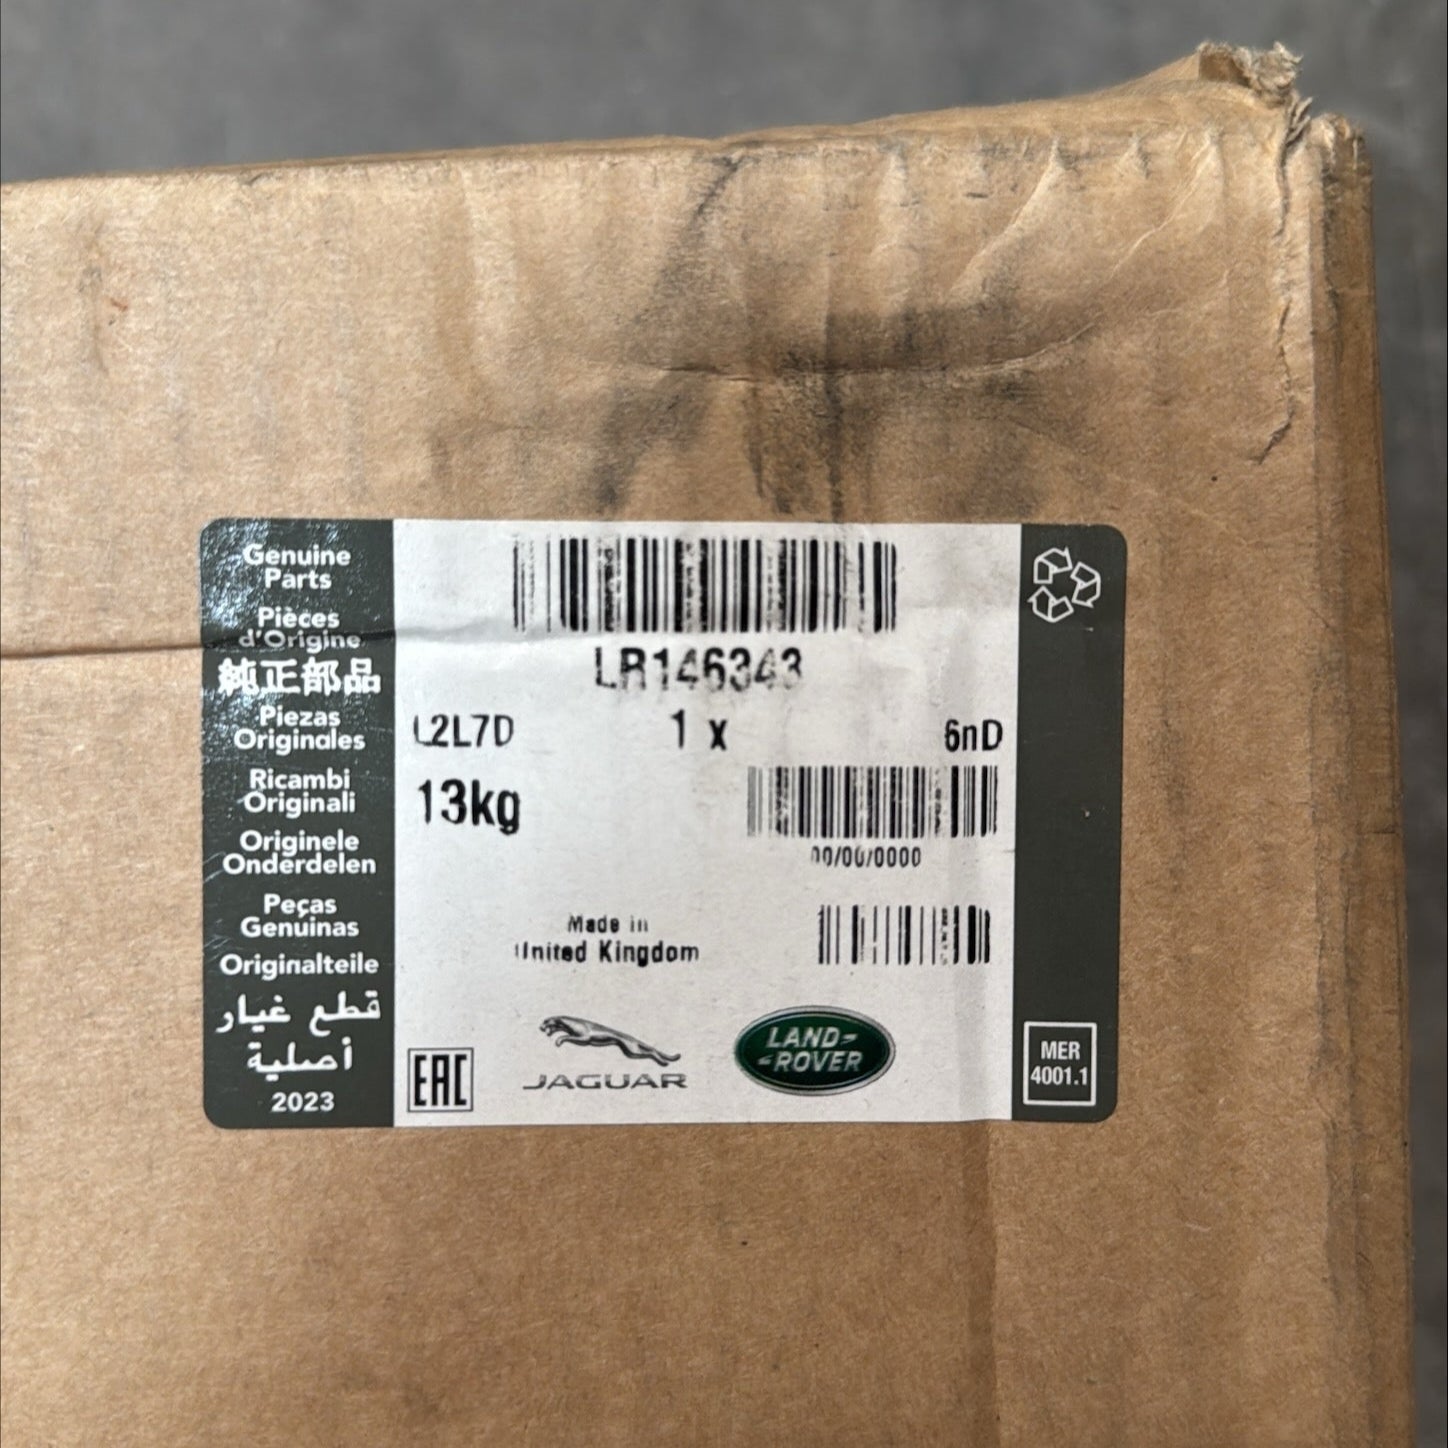 Genuine
Parts
Pièces
d'Origine
純正部品
Piezas
Originales
Ricambi
Originali
Originele
Onderdelen
Peças
Genuinas
Originalteile
قطع غيار
أصلية
2023
LR146343
L2L7D 1 x 6nD
13kg
00/00/0000
Made in
United Kingdom
EAC
JAGUAR
LAND-
-ROVER
MER
4001.1